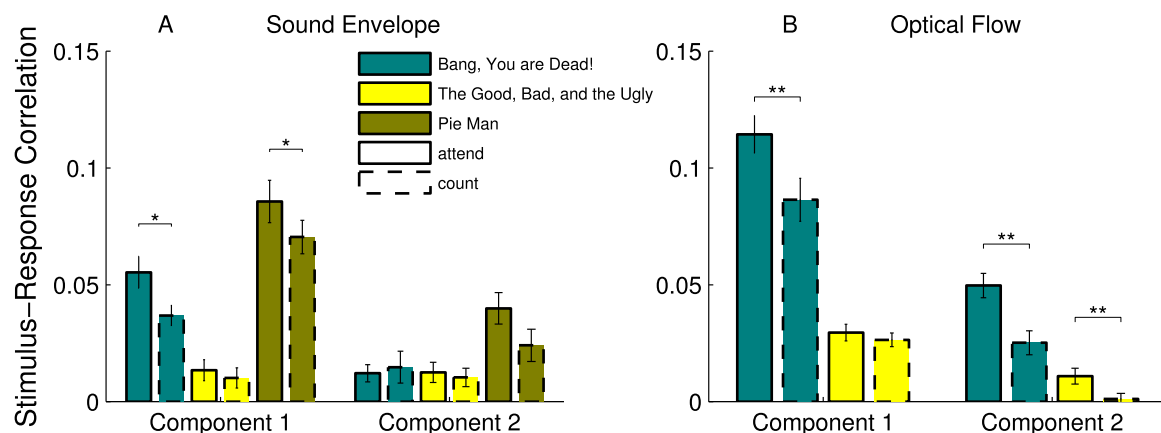 A Sound Envelope
B Optical Flow
Stimulus−Response Correlation
0.15
0.1
0.05
0
Bang, You are Dead!
The Good, Bad, and the Ugly
Pie Man
attend
count
*
*
Component 1 Component 2
0.15
0.1
0.05
0
**
**
**
Component 1 Component 2